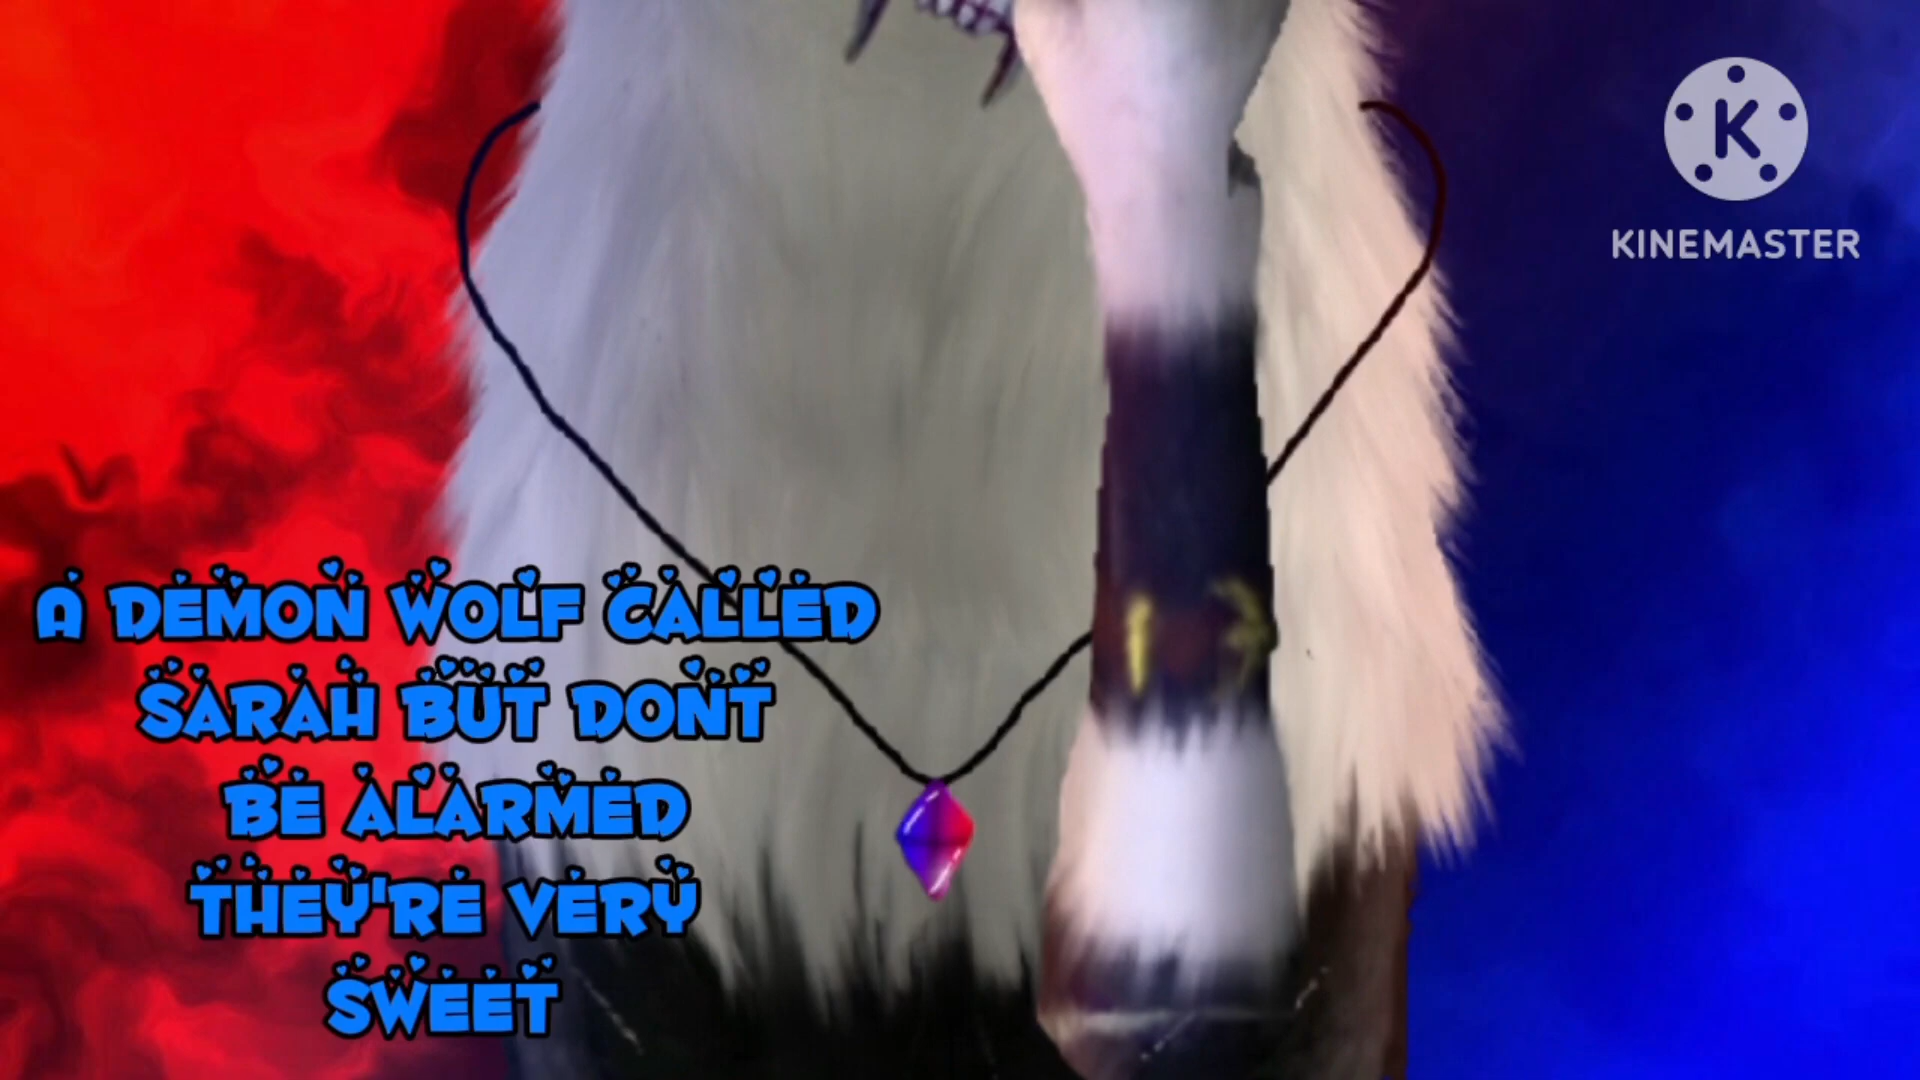 K
KINEMASTER
A DEMON WOLF CALLED
SARAH BUT DONT
BE ALARMED
THEY'RE VERY
SWEET